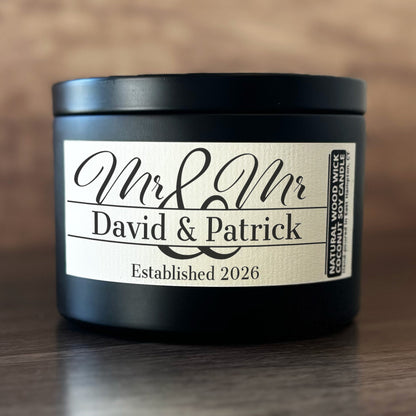 Mr & Mr
David & Patrick
Established 2026
NATURAL WOOD WICK
COCONUT SOY CANDLE